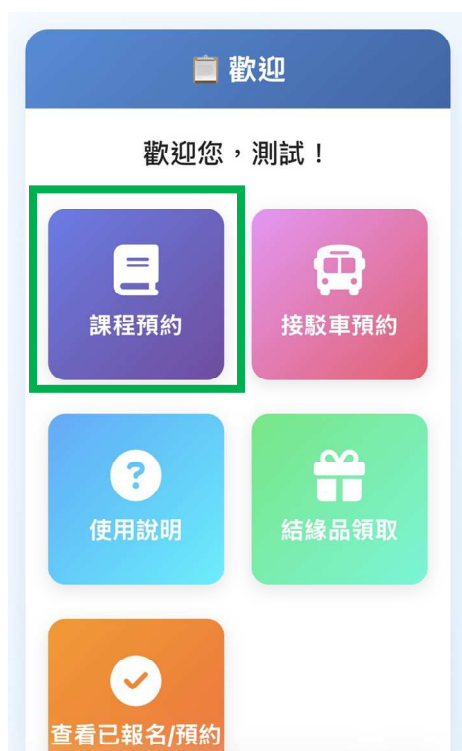 歡迎
歡迎您，測試！
課程預約
接駁車預約
使用說明
結緣品領取
查看已報名/預約